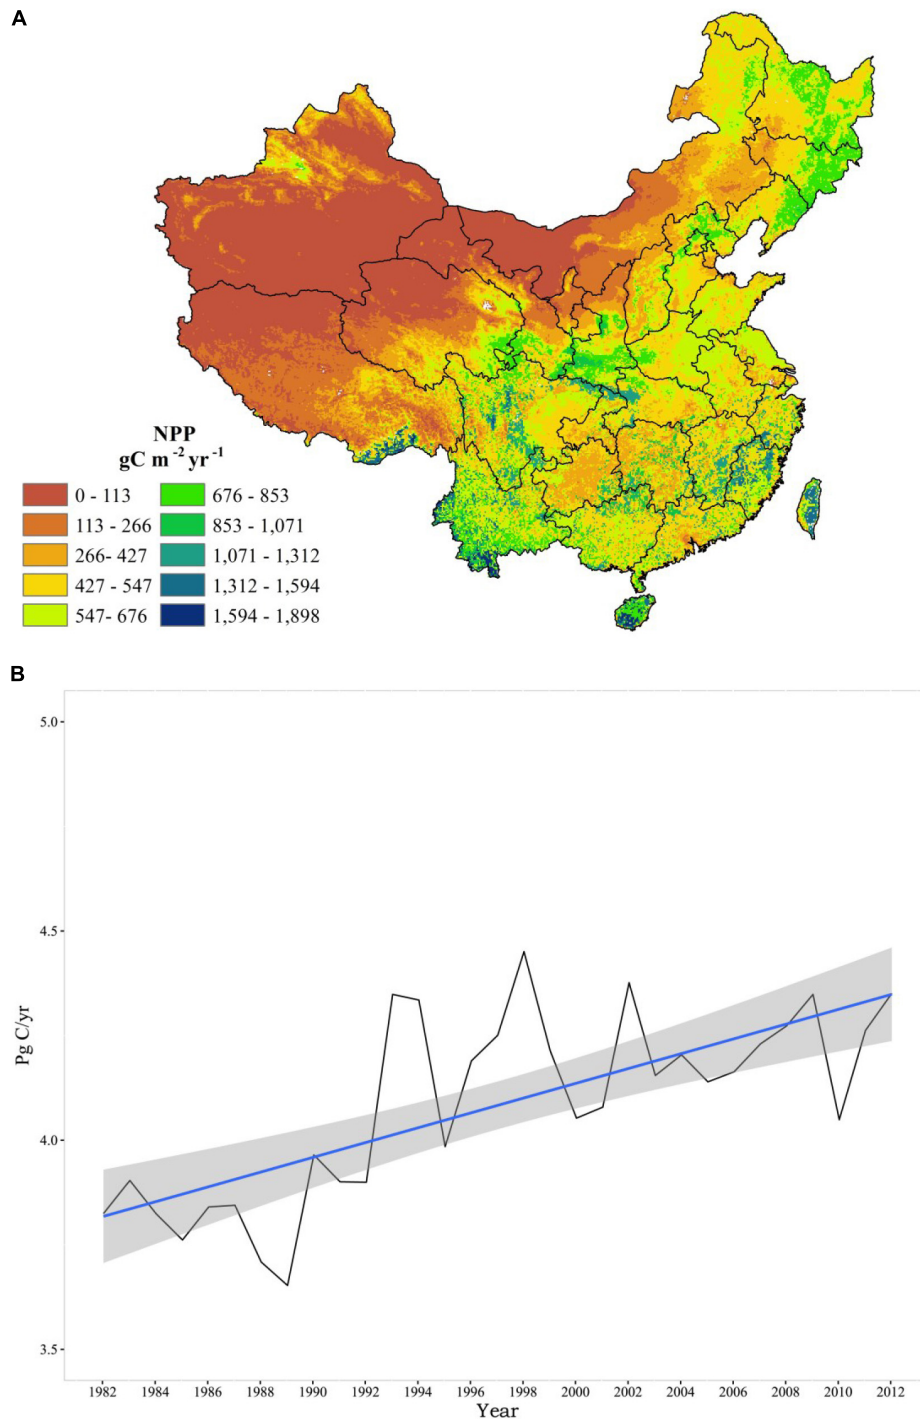 A
NPP
gC m⁻² yr⁻¹
0 - 113
676 - 853
113 - 266
853 - 1,071
266- 427
1,071 - 1,312
427 - 547
1,312 - 1,594
547- 676
1,594 - 1,898
B
5.0
4.5
4.0
3.5
Pg C/yr
1982 1984 1986 1988 1990 1992 1994 1996 1998 2000 2002 2004 2006 2008 2010 2012
Year